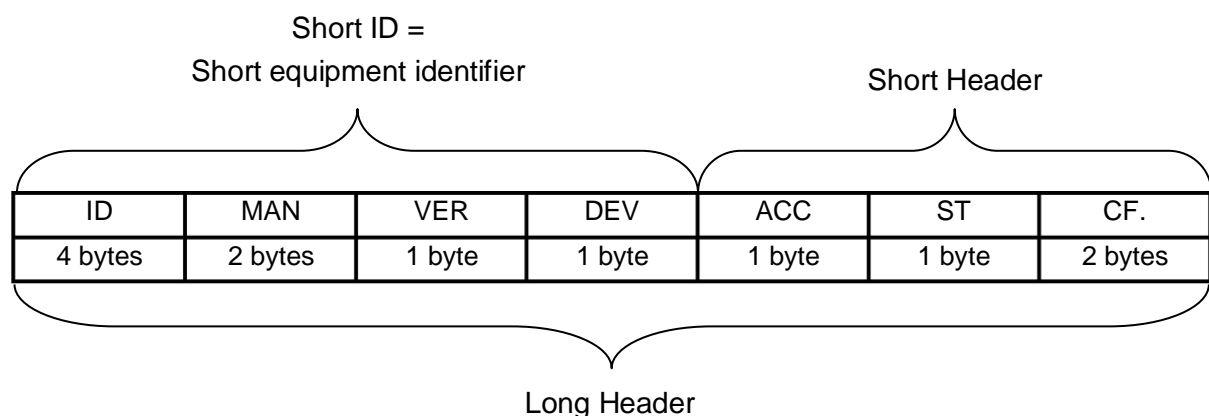 Short ID =
Short equipment identifier
Short Header
ID MAN VER DEV ACC ST CF.
4 bytes 2 bytes 1 byte 1 byte 1 byte 1 byte 2 bytes
Long Header